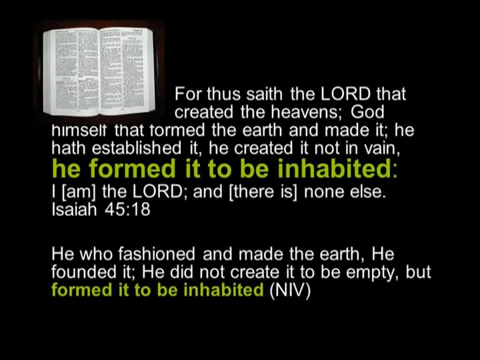 For thus saith the LORD that
created the heavens; God
himself that formed the earth and made it; he
hath established it, he created it not in vain,
he formed it to be inhabited:
I [am] the LORD; and [there is] none else.
Isaiah 45:18
He who fashioned and made the earth, He
founded it; He did not create it to be empty, but
formed it to be inhabited (NIV)